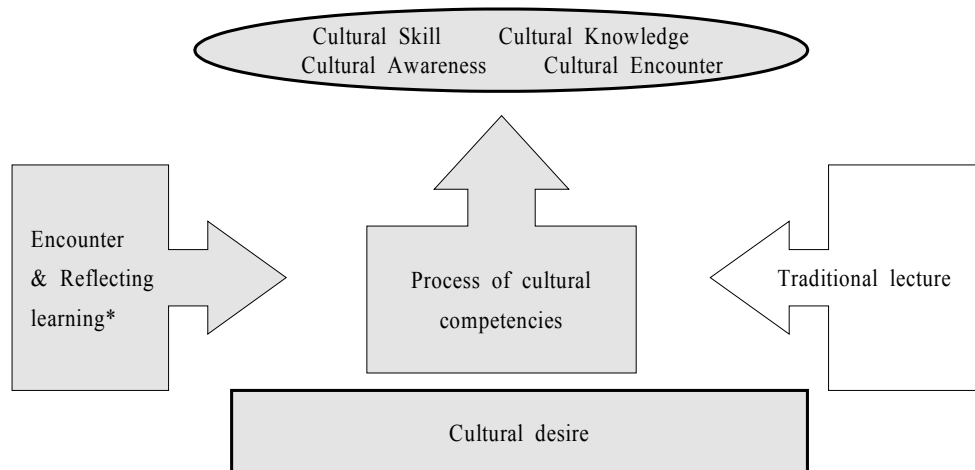 Cultural Skill Cultural Knowledge
Cultural Awareness Cultural Encounter
Encounter
& Reflecting
learning*
Process of cultural
competencies
Traditional lecture
Cultural desire